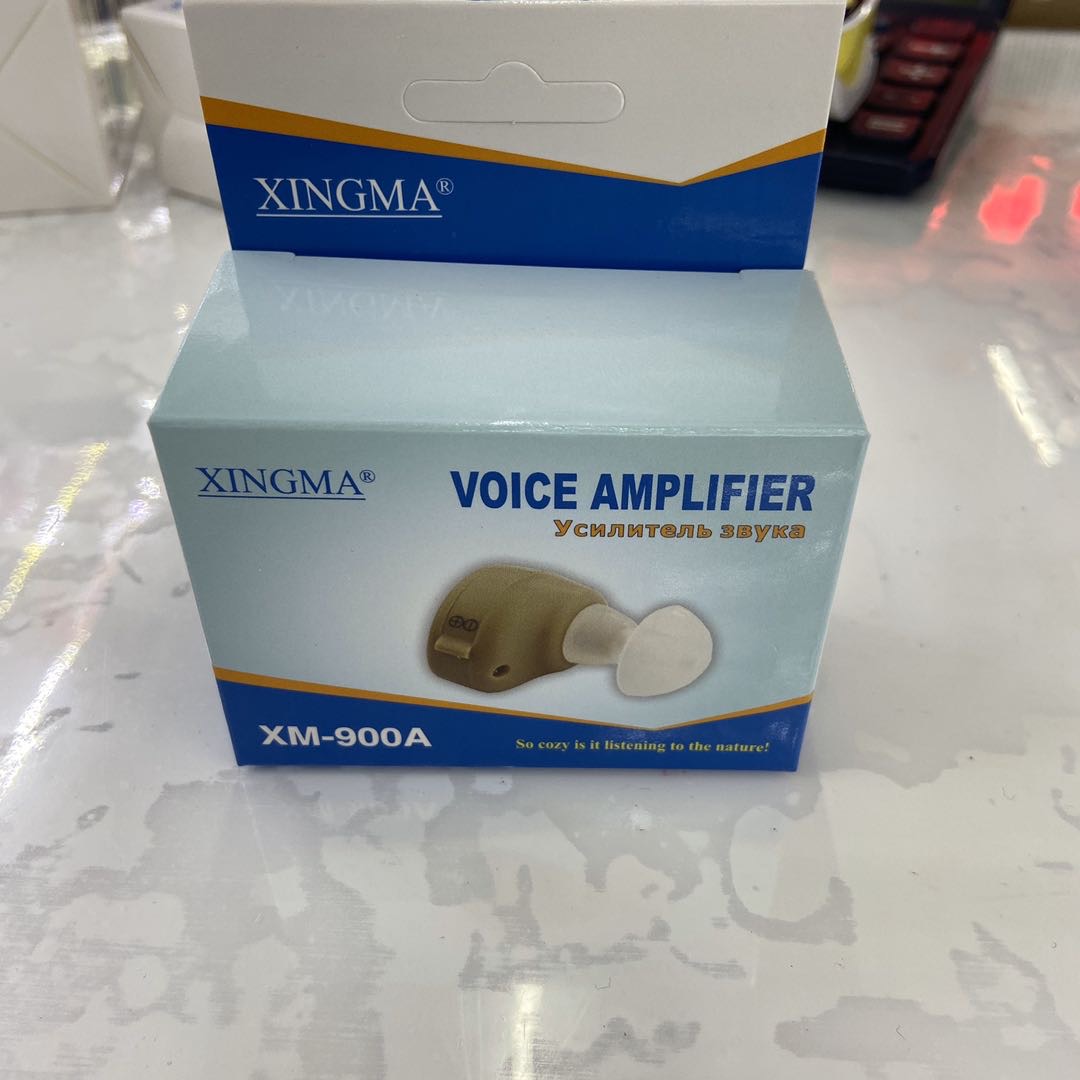 XINGMA®
XINGMA®
VOICE AMPLIFIER
Усилитель звука
XM-900A
So cozy is it listening to the nature!